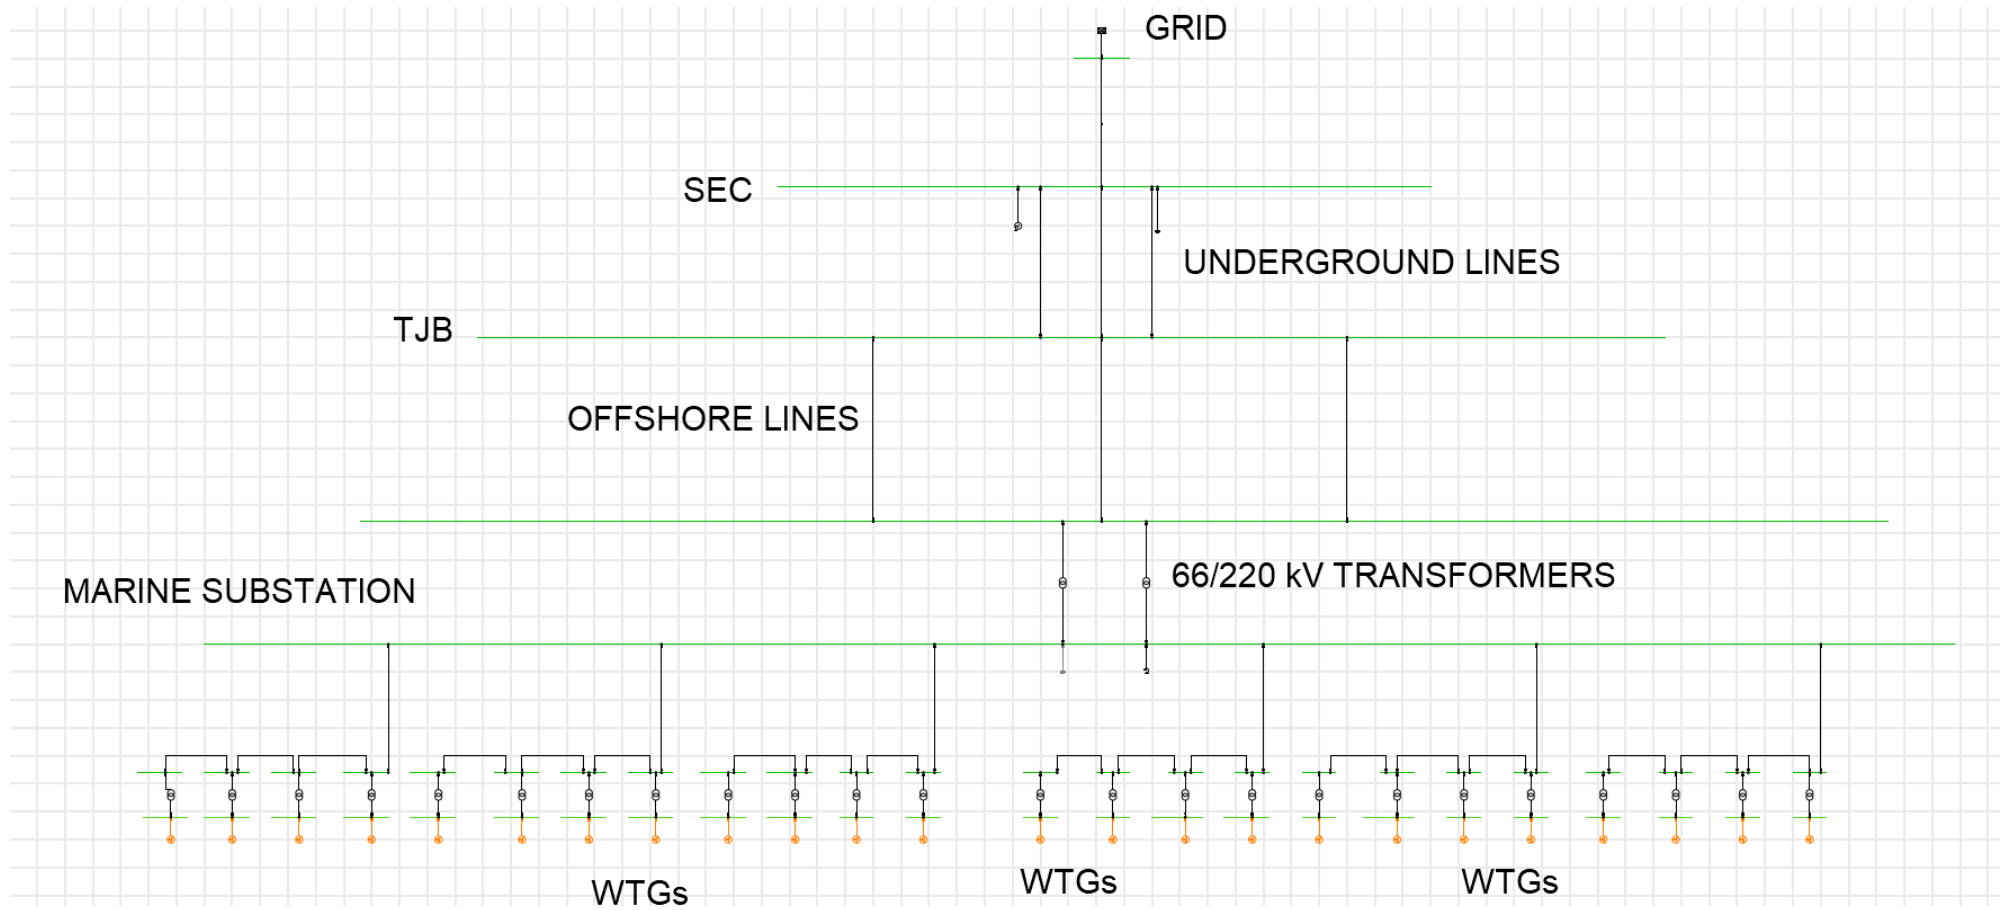 GRID
SEC
UNDERGROUND LINES
TJB
OFFSHORE LINES
66/220 kV TRANSFORMERS
MARINE SUBSTATION
WTGs
WTGs
WTGs